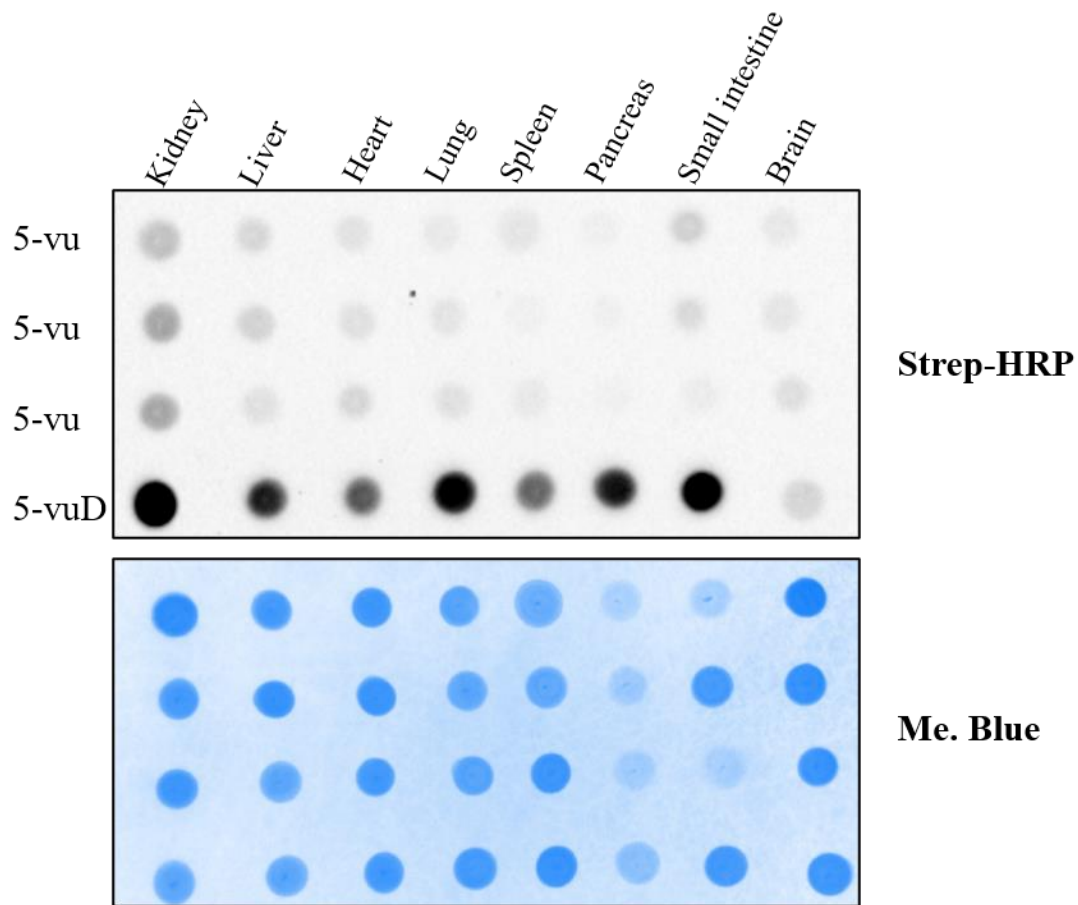 Kidney
Liver
Heart
Lung
Spleen
Pancreas
Small intestine
Brain
5-vu
5-vu
5-vu
5-vuD
Strep-HRP
Me. Blue